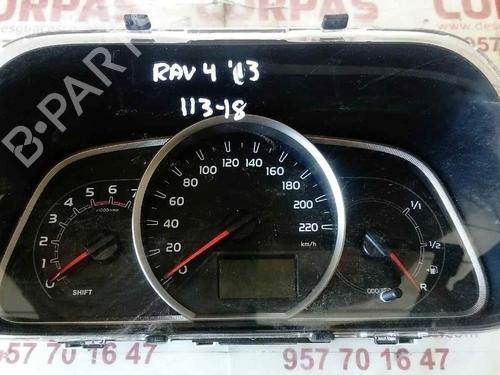 CORPAS
RAV 4 '13
113-18
B-PARTS
0 1 2 3 4 5 6 7
x1000r/min
SHIFT
0 20 40 60 80 100 120 140 160 180 200 220
km/h
1/1
1/2
R
957 70 16 47
957 70 16 47